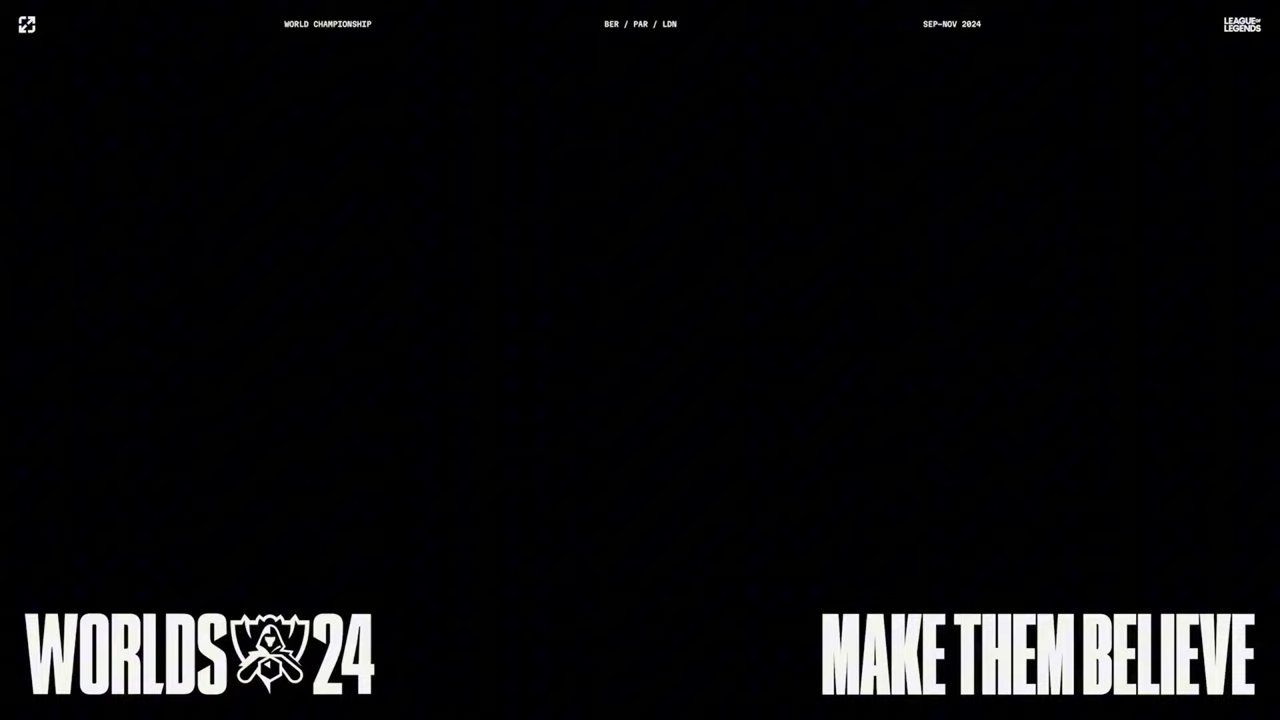 WORLD CHAMPIONSHIP
BER / PAR / LDN
SEP–NOV 2024
LEAGUE OF
LEGENDS
WORLDS 24
MAKE THEM BELIEVE